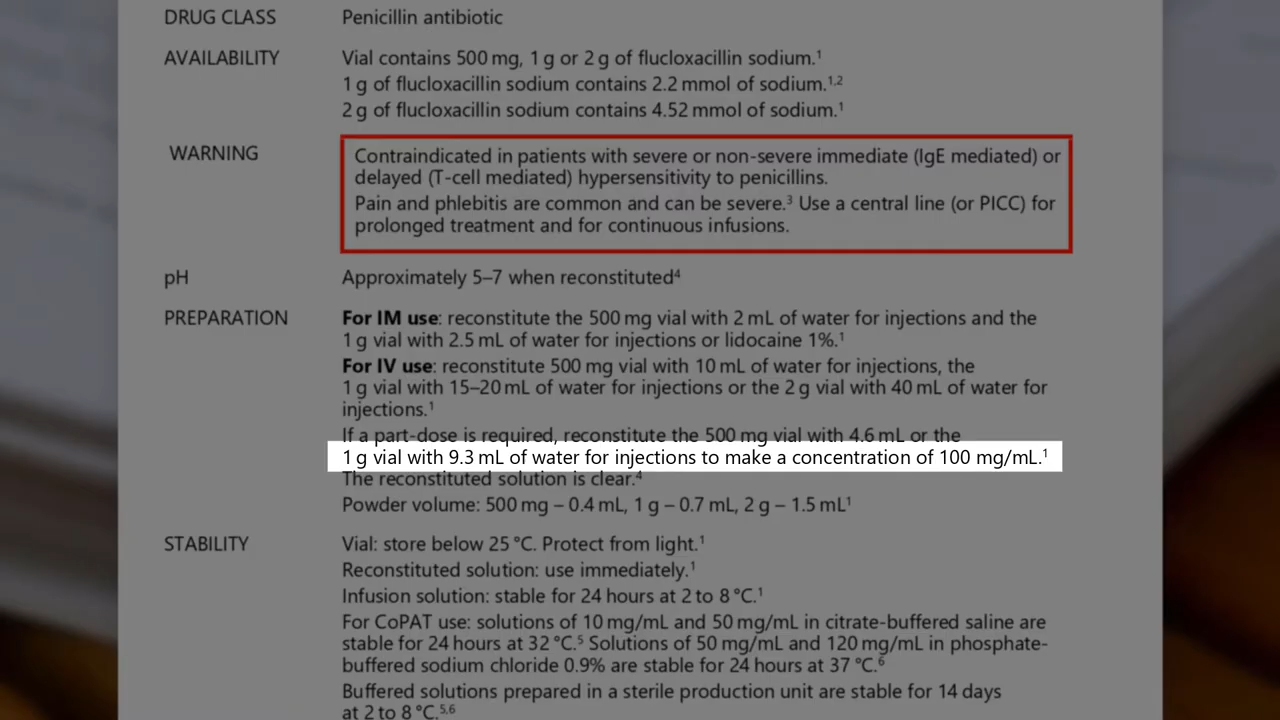 DRUG CLASS Penicillin antibiotic
AVAILABILITY Vial contains 500 mg, 1 g or 2 g of flucloxacillin sodium.¹
1 g of flucloxacillin sodium contains 2.2 mmol of sodium.¹,²
2 g of flucloxacillin sodium contains 4.52 mmol of sodium.¹
WARNING Contraindicated in patients with severe or non-severe immediate (IgE mediated) or
delayed (T-cell mediated) hypersensitivity to penicillins.
Pain and phlebitis are common and can be severe.³ Use a central line (or PICC) for
prolonged treatment and for continuous infusions.
pH Approximately 5–7 when reconstituted⁴
PREPARATION For IM use: reconstitute the 500 mg vial with 2 mL of water for injections and the
1 g vial with 2.5 mL of water for injections or lidocaine 1%.¹
For IV use: reconstitute 500 mg vial with 10 mL of water for injections, the
1 g vial with 15–20 mL of water for injections or the 2 g vial with 40 mL of water for
injections.¹
If a part-dose is required, reconstitute the 500 mg vial with 4.6 mL or the
1 g vial with 9.3 mL of water for injections to make a concentration of 100 mg/mL.¹
The reconstituted solution is clear.⁴
Powder volume: 500 mg – 0.4 mL, 1 g – 0.7 mL, 2 g – 1.5 mL¹
STABILITY Vial: store below 25 °C. Protect from light.¹
Reconstituted solution: use immediately.¹
Infusion solution: stable for 24 hours at 2 to 8 °C.¹
For CoPAT use: solutions of 10 mg/mL and 50 mg/mL in citrate-buffered saline are
stable for 24 hours at 32 °C.⁵ Solutions of 50 mg/mL and 120 mg/mL in phosphate-
buffered sodium chloride 0.9% are stable for 24 hours at 37 °C.⁶
Buffered solutions prepared in a sterile production unit are stable for 14 days
at 2 to 8 °C.⁵,⁶